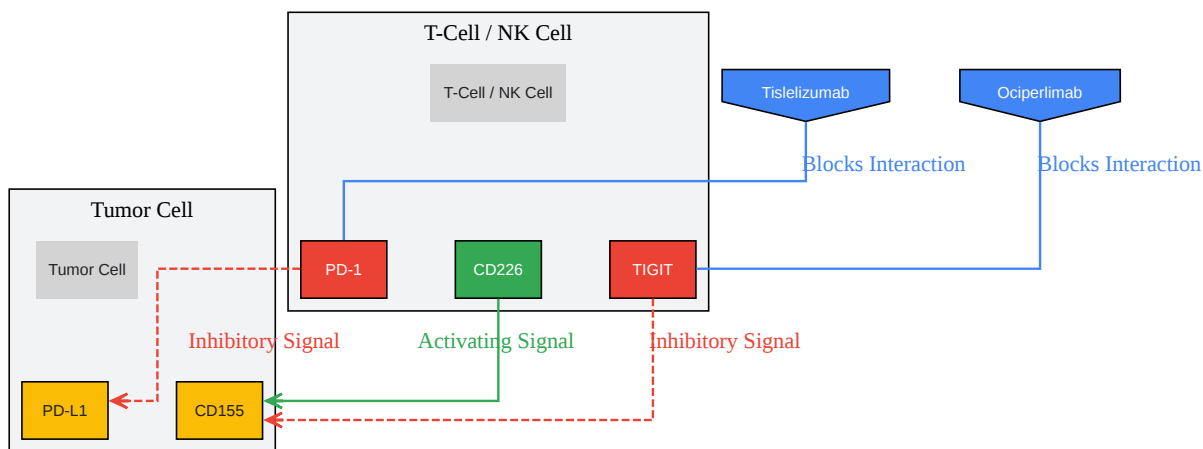 T-Cell / NK Cell
T-Cell / NK Cell
Tislelizumab
Ociperlimab
Blocks Interaction
Blocks Interaction
Tumor Cell
Tumor Cell
PD-1
CD226
TIGIT
Inhibitory Signal
Activating Signal
Inhibitory Signal
PD-L1
CD155